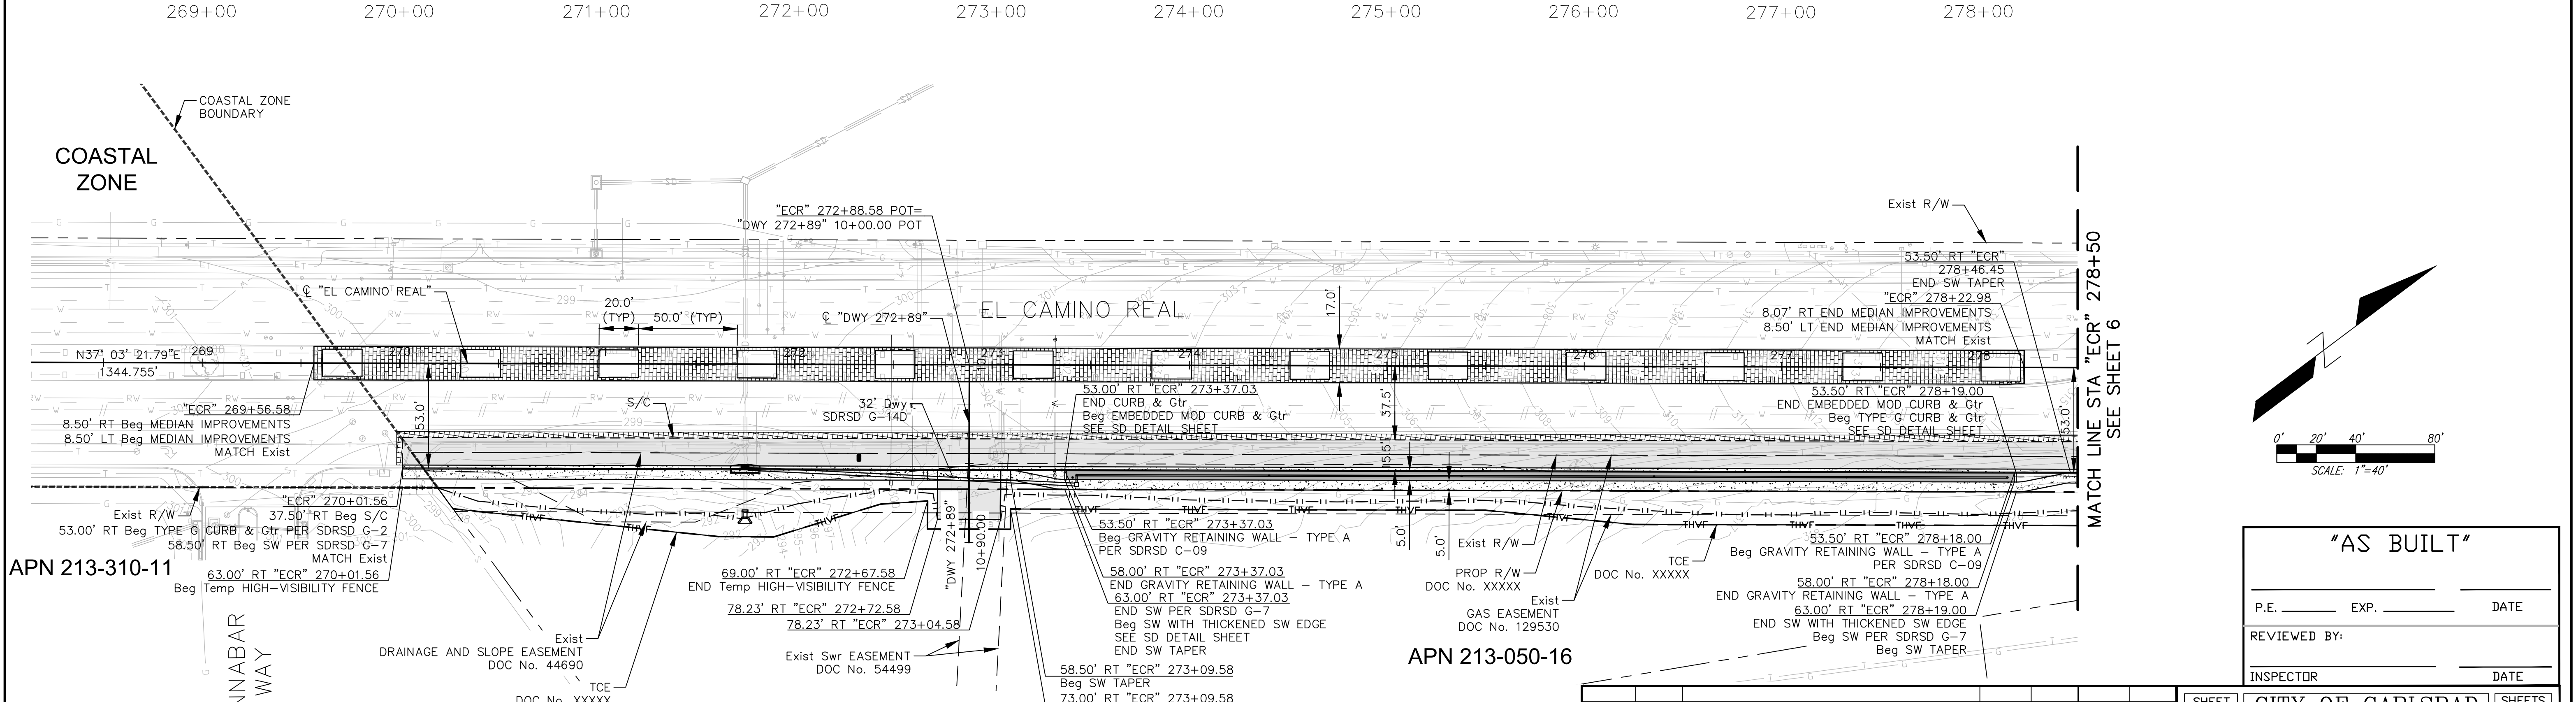 269+00
270+00
271+00
272+00
273+00
274+00
275+00
276+00
277+00
278+00
COASTAL ZONE
BOUNDARY
COASTAL
ZONE
"ECR" 272+88.58 POT=
"DWY 272+89" 10+00.00 POT
Exist R/W
℄ "EL CAMINO REAL"
20.0'
(TYP)
50.0' (TYP)
℄ "DWY 272+89"
EL CAMINO REAL
17.0'
53.50' RT "ECR"
278+46.45
END SW TAPER
"ECR" 278+22.98
8.07' RT END MEDIAN IMPROVEMENTS
8.50' LT END MEDIAN IMPROVEMENTS
MATCH Exist
MATCH LINE STA "ECR" 278+50
SEE SHEET 6
N37° 03' 21.79"E
1344.755'
269
270
271
272
273
274
275
276
277
278
"ECR" 269+56.58
8.50' RT Beg MEDIAN IMPROVEMENTS
8.50' LT Beg MEDIAN IMPROVEMENTS
MATCH Exist
53.0'
S/C
32' Dwy
SDRSD G-14D
53.00' RT "ECR" 273+37.03
END CURB & Gtr
Beg EMBEDDED MOD CURB & Gtr
SEE SD DETAIL SHEET
37.5'
15.5'
53.50' RT "ECR" 278+19.00
END EMBEDDED MOD CURB & Gtr
Beg TYPE G CURB & Gtr
SEE SD DETAIL SHEET
53.0'
0'
20'
40'
80'
SCALE: 1"=40'
Exist R/W
"ECR" 270+01.56
37.50' RT Beg S/C
53.00' RT Beg TYPE G CURB & Gtr PER SDRSD G-2
58.50' RT Beg SW PER SDRSD G-7
MATCH Exist
APN 213-310-11
63.00' RT "ECR" 270+01.56
Beg Temp HIGH-VISIBILITY FENCE
69.00' RT "ECR" 272+67.58
END Temp HIGH-VISIBILITY FENCE
78.23' RT "ECR" 272+72.58
78.23' RT "ECR" 273+04.58
"DWY 272+89"
10+90.00
53.50' RT "ECR" 273+37.03
Beg GRAVITY RETAINING WALL - TYPE A
PER SDRSD C-09
58.00' RT "ECR" 273+37.03
END GRAVITY RETAINING WALL - TYPE A
63.00' RT "ECR" 273+37.03
END SW PER SDRSD G-7
Beg SW WITH THICKENED SW EDGE
SEE SD DETAIL SHEET
END SW TAPER
58.50' RT "ECR" 273+09.58
Beg SW TAPER
73.00' RT "ECR" 273+09.58
5.0'
5.0'
Exist R/W
PROP R/W
DOC No. XXXXX
Exist
GAS EASEMENT
DOC No. 129530
TCE
DOC No. XXXXX
53.50' RT "ECR" 278+18.00
Beg GRAVITY RETAINING WALL - TYPE A
PER SDRSD C-09
58.00' RT "ECR" 278+18.00
END GRAVITY RETAINING WALL - TYPE A
63.00' RT "ECR" 278+19.00
END SW WITH THICKENED SW EDGE
Beg SW PER SDRSD G-7
Beg SW TAPER
APN 213-050-16
Exist
DRAINAGE AND SLOPE EASEMENT
DOC No. 44690
Exist Swr EASEMENT
DOC No. 54499
TCE
DOC No. XXXXX
NNABAR
WAY
"AS BUILT"
P.E. EXP. DATE
REVIEWED BY:
INSPECTOR DATE
SHEET
CITY OF CARLSBAD
SHEETS